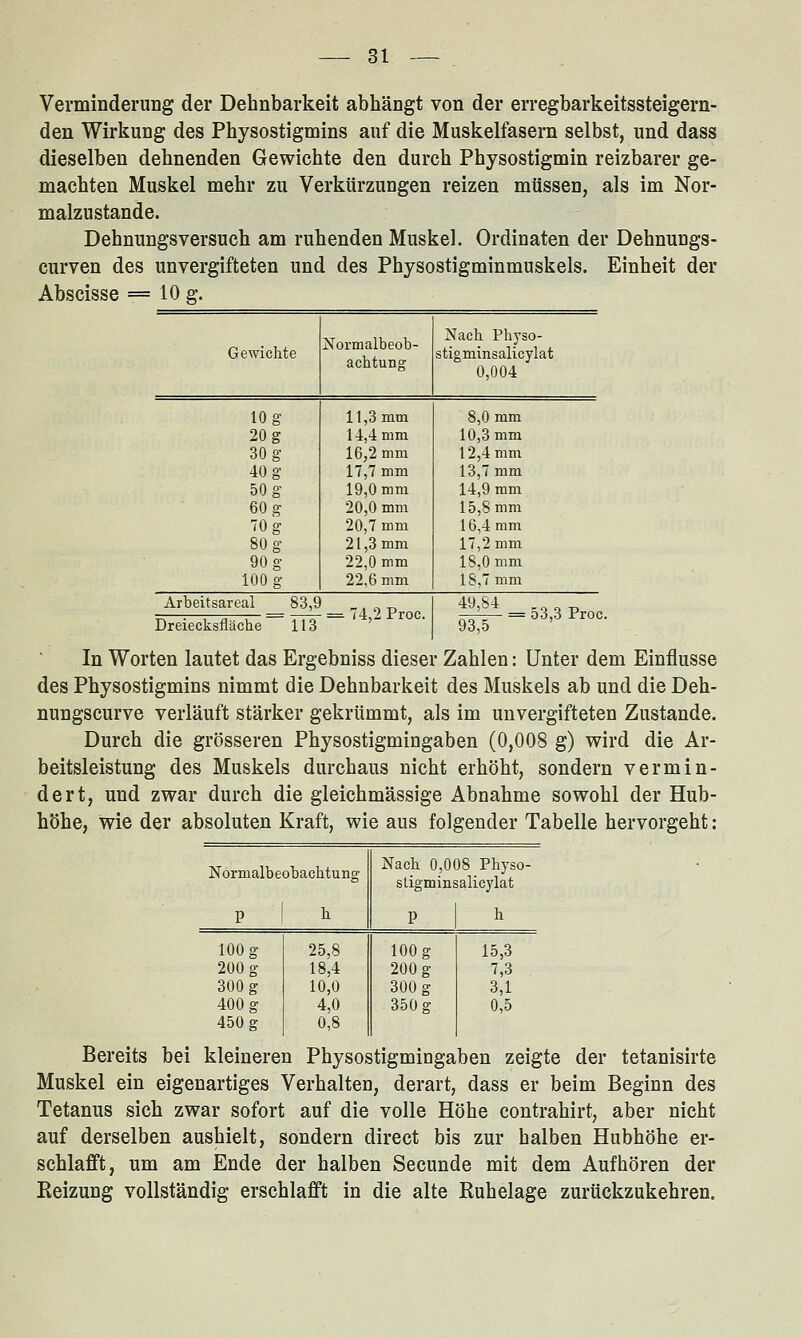 — 31 —
Verminderung der Dehnbarkeit abhängt von der erregbarkeitssteigern-
den Wirkung des Physostigmins auf die Muskelfasern selbst, und dass
dieselben dehnenden Gewichte den durch Physostigmin reizbarer ge-
machten Muskel mehr zu Verkürzungen reizen müssen, als im Nor-
malzustande.
Dehnungsversuch am ruhenden Muskel. Ordinaten der Dehnungs-
curven des unvergifteten und des Physostigminmuskels. Einheit der
Abscisse = 10 g.
Gewichte | Normalbeob-achtung | Nach Physo-stigminsalicylat 0,004
10 g | 11,3 mm | 8,0 mm
20 g | 14,4 mm | 10,3 mm
30 g | 16,2 mm | 12,4 mm
40 g | 17,7 mm | 13,7 mm
50 g | 19,0 mm | 14,9 mm
60 g | 20,0 mm | 15,8 mm
70 g | 20,7 mm | 16,4 mm
80 g | 21,3 mm | 17,2 mm
90 g | 22,0 mm | 18,0 mm
100 g | 22,6 mm | 18,7 mm
Arbeitsareal / Dreiecksfläche = 83,9 / 113 = 74,2 Proc. | 49,84 / 93,5 = 53,3 Proc.
In Worten lautet das Ergebniss dieser Zahlen: Unter dem Einflusse
des Physostigmins nimmt die Dehnbarkeit des Muskels ab und die Deh-
nungscurve verläuft stärker gekrümmt, als im unvergifteten Zustande.
Durch die grösseren Physostigmingaben (0,008 g) wird die Ar-
beitsleistung des Muskels durchaus nicht erhöht, sondern vermin-
dert, und zwar durch die gleichmässige Abnahme sowohl der Hub-
höhe, wie der absoluten Kraft, wie aus folgender Tabelle hervorgeht:
Normalbeobachtung | Nach 0,008 Physo-stigminsalicylat
p | h | p | h
100 g | 25,8 | 100 g | 15,3
200 g | 18,4 | 200 g | 7,3
300 g | 10,0 | 300 g | 3,1
400 g | 4,0 | 350 g | 0,5
450 g | 0,8
Bereits bei kleineren Physostigmingaben zeigte der tetanisirte
Muskel ein eigenartiges Verhalten, derart, dass er beim Beginn des
Tetanus sich zwar sofort auf die volle Höhe contrahirt, aber nicht
auf derselben aushielt, sondern direct bis zur halben Hubhöhe er-
schlafft, um am Ende der halben Secunde mit dem Aufhören der
Reizung vollständig erschlafft in die alte Ruhelage zurückzukehren.